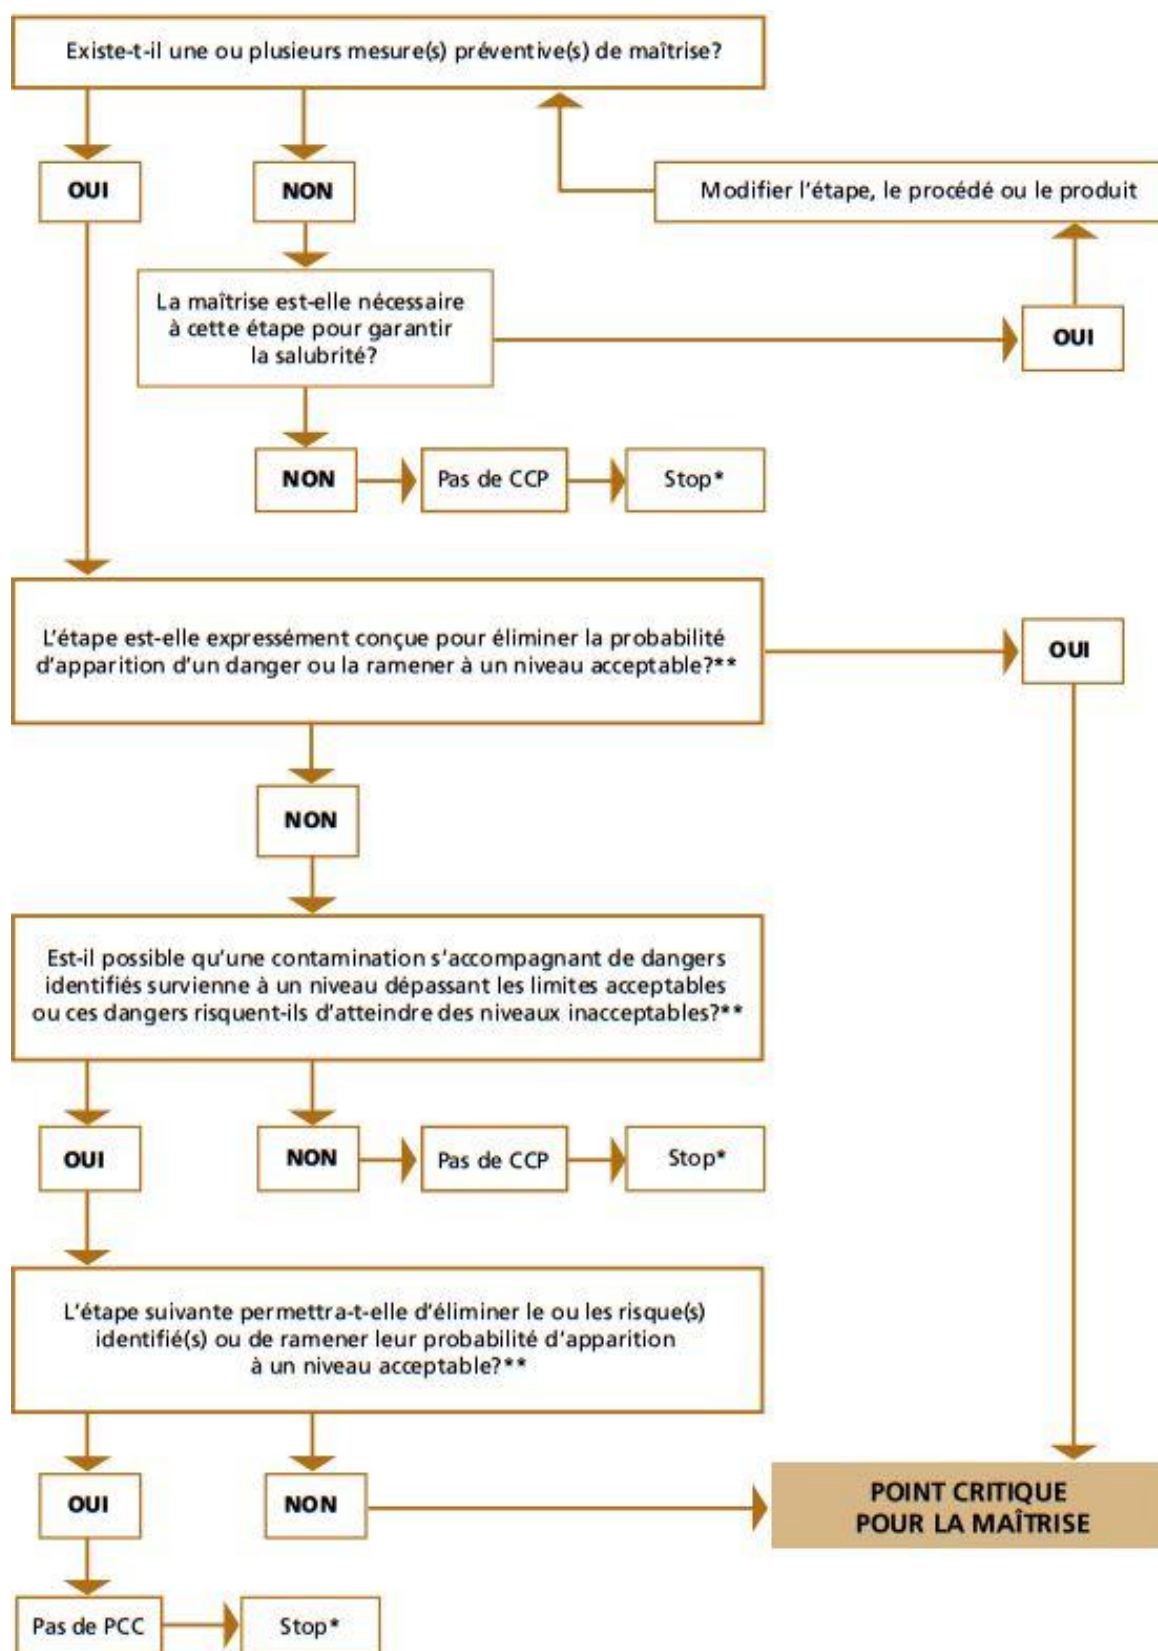 Existe-t-il une ou plusieurs mesure(s) préventive(s) de maîtrise?
OUI
NON
Modifier l'étape, le procédé ou le produit
La maîtrise est-elle nécessaire
à cette étape pour garantir
la salubrité?
OUI
NON
Pas de CCP
Stop*
L'étape est-elle expressément conçue pour éliminer la probabilité
d'apparition d'un danger ou la ramener à un niveau acceptable?**
OUI
NON
Est-il possible qu'une contamination s'accompagnant de dangers
identifiés survienne à un niveau dépassant les limites acceptables
ou ces dangers risquent-ils d'atteindre des niveaux inacceptables?**
OUI
NON
Pas de CCP
Stop*
L'étape suivante permettra-t-elle d'éliminer le ou les risque(s)
identifié(s) ou de ramener leur probabilité d'apparition
à un niveau acceptable?**
OUI
NON
POINT CRITIQUE
POUR LA MAÎTRISE
Pas de PCC
Stop*